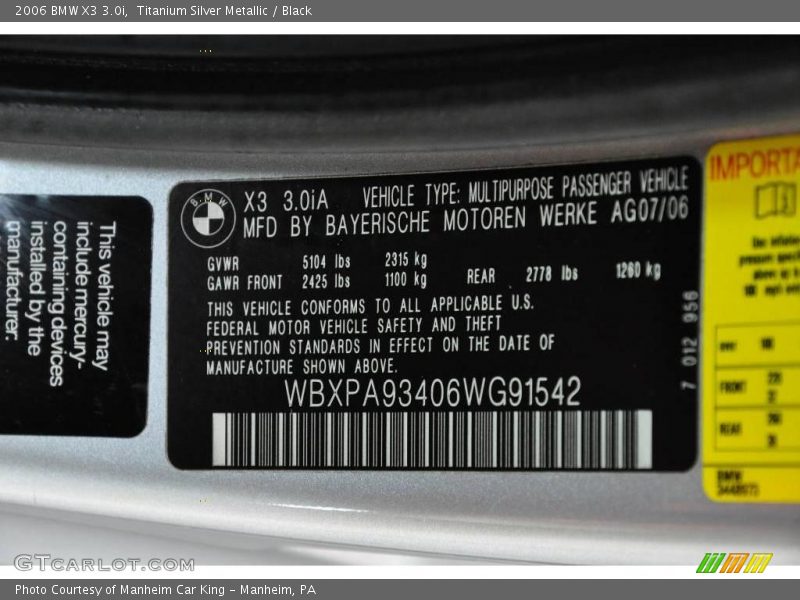 2006 BMW X3 3.0i, Titanium Silver Metallic / Black
This vehicle may
include mercury-
containing devices
installed by the
manufacturer.
BMW
X3 3.0iA VEHICLE TYPE: MULTIPURPOSE PASSENGER VEHICLE
MFD BY BAYERISCHE MOTOREN WERKE AG07/06
GVWR 5104 lbs 2315 kg
GAWR FRONT 2425 lbs 1100 kg REAR 2778 lbs 1260 kg
THIS VEHICLE CONFORMS TO ALL APPLICABLE U.S.
FEDERAL MOTOR VEHICLE SAFETY AND THEFT
PREVENTION STANDARDS IN EFFECT ON THE DATE OF
MANUFACTURE SHOWN ABOVE.
WBXPA93406WG91542
7 012 956
IMPORTA
FRONT
REAR
BMW
GTCARLOT.COM
Photo Courtesy of Manheim Car King - Manheim, PA